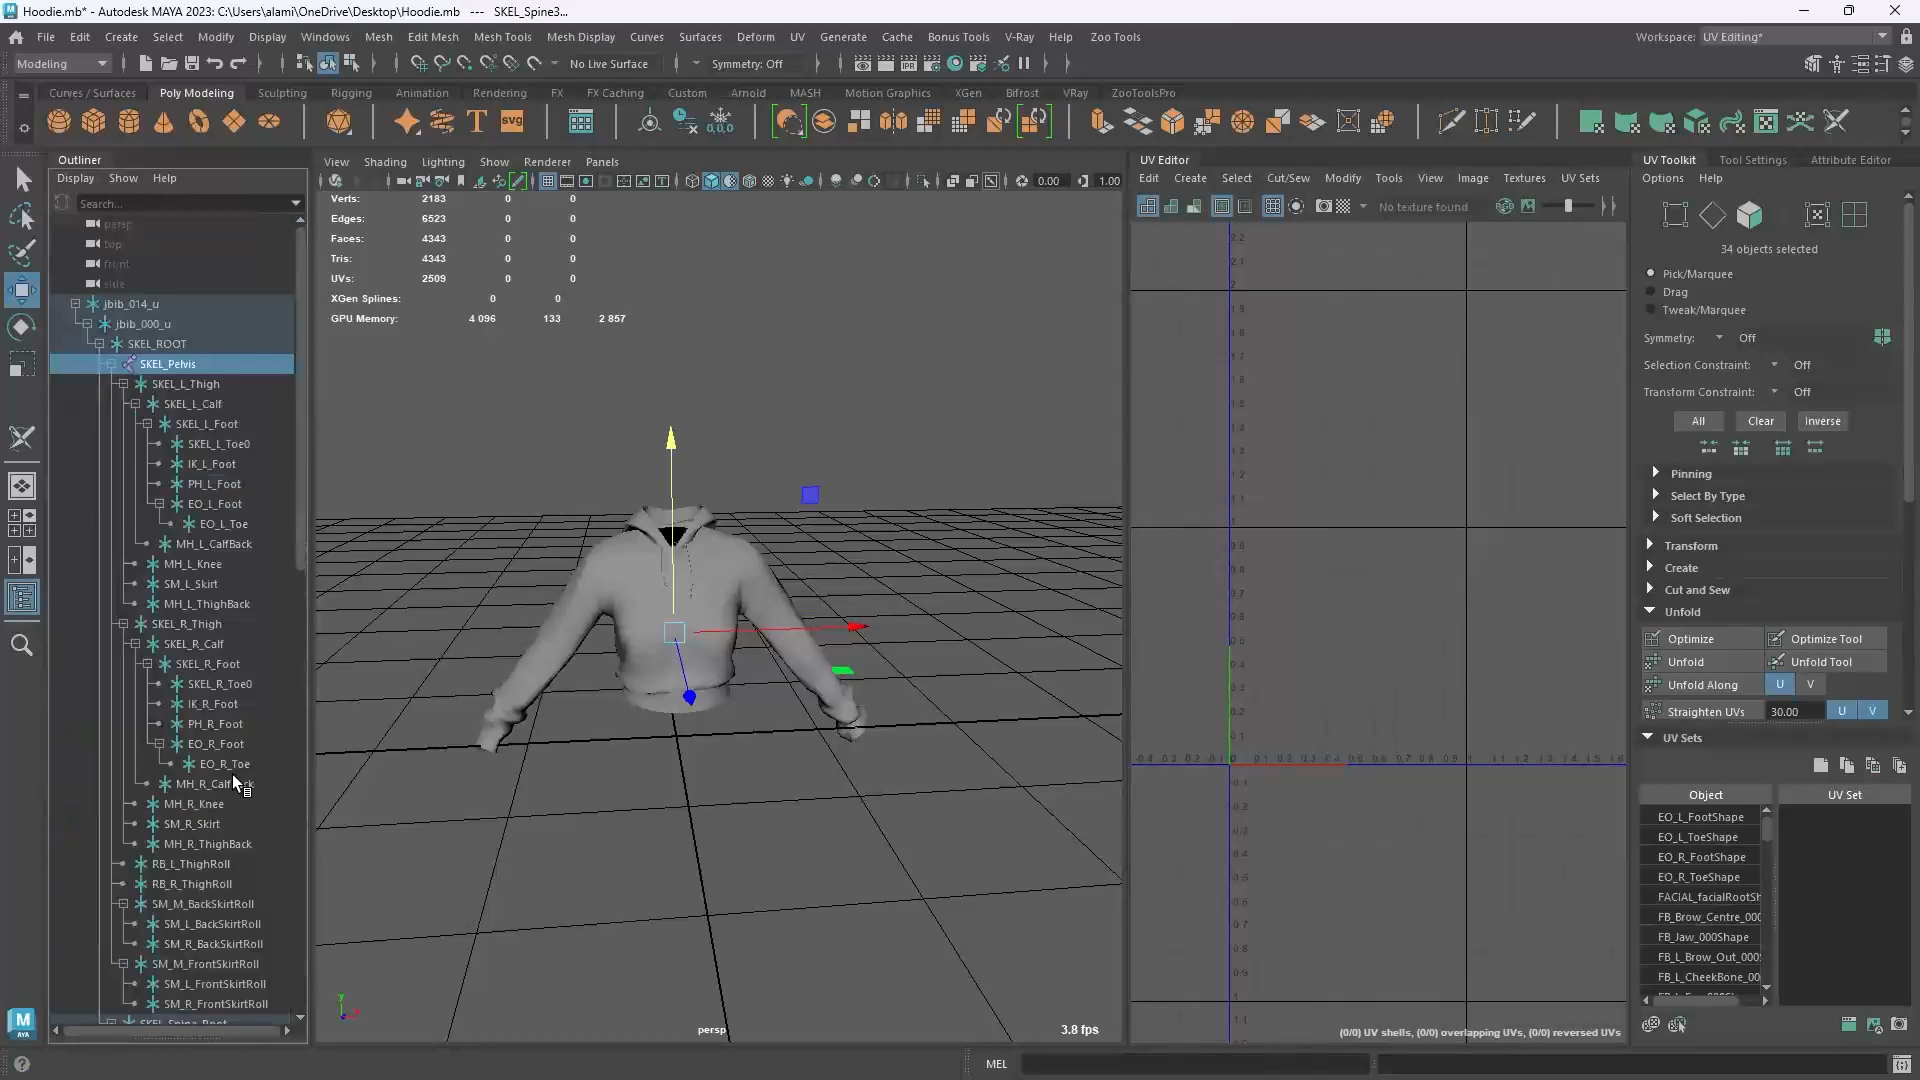 Hoodie.mb* - Autodesk MAYA 2023: C:\Users\alami\OneDrive\Desktop\Hoodie.mb   ---   SKEL_Spine3...
File Edit Create Select Modify Display Windows Mesh Edit Mesh Mesh Tools Mesh Display Curves Surfaces Deform UV Generate Cache Bonus Tools V-Ray Help Zoo Tools
Workspace: UV Editing*
Modeling
No Live Surface
Symmetry: Off
Curves / Surfaces Poly Modeling Sculpting Rigging Animation Rendering FX FX Caching Custom Arnold MASH Motion Graphics XGen Bifrost VRay ZooToolsPro
T svg
0,0,0
Outliner
Display Show Help
Search...
persp
top
front
side
jbib_014_u
jbib_000_u
SKEL_ROOT
SKEL_Pelvis
SKEL_L_Thigh
SKEL_L_Calf
SKEL_L_Foot
SKEL_L_Toe0
IK_L_Foot
PH_L_Foot
EO_L_Foot
EO_L_Toe
MH_L_CalfBack
MH_L_Knee
SM_L_Skirt
MH_L_ThighBack
SKEL_R_Thigh
SKEL_R_Calf
SKEL_R_Foot
SKEL_R_Toe0
IK_R_Foot
PH_R_Foot
EO_R_Foot
EO_R_Toe
MH_R_Calf
MH_R_Knee
SM_R_Skirt
MH_R_ThighBack
RB_L_ThighRoll
RB_R_ThighRoll
SM_M_BackSkirtRoll
SM_L_BackSkirtRoll
SM_R_BackSkirtRoll
SM_M_FrontSkirtRoll
SM_L_FrontSkirtRoll
SM_R_FrontSkirtRoll
SKEL_Spine_Root
View Shading Lighting Show Renderer Panels
0.00 1.00
Verts: 2183 0 0
Edges: 6523 0 0
Faces: 4343 0 0
Tris: 4343 0 0
UVs: 2509 0 0
XGen Splines: 0 0
GPU Memory: 4 096 133 2 857
persp
3.8 fps
UV Editor
Edit Create Select Cut/Sew Modify Tools View Image Textures UV Sets
No texture found
(0/0) UV shells, (0/0) overlapping UVs, (0/0) reversed UVs
UV Toolkit Tool Settings Attribute Editor
Options Help
34 objects selected
Pick/Marquee
Drag
Tweak/Marquee
Symmetry: Off
Selection Constraint: Off
Transform Constraint: Off
All Clear Inverse
Pinning
Select By Type
Soft Selection
Transform
Create
Cut and Sew
Unfold
Optimize Optimize Tool
Unfold Unfold Tool
Unfold Along U V
Straighten UVs 30.00 U V
UV Sets
Object UV Set
EO_L_FootShape
EO_L_ToeShape
EO_R_FootShape
EO_R_ToeShape
FACIAL_facialRootSh
FB_Brow_Centre_000
FB_Jaw_000Shape
FB_L_Brow_Out_000
FB_L_CheekBone_00
M
AYA
MEL